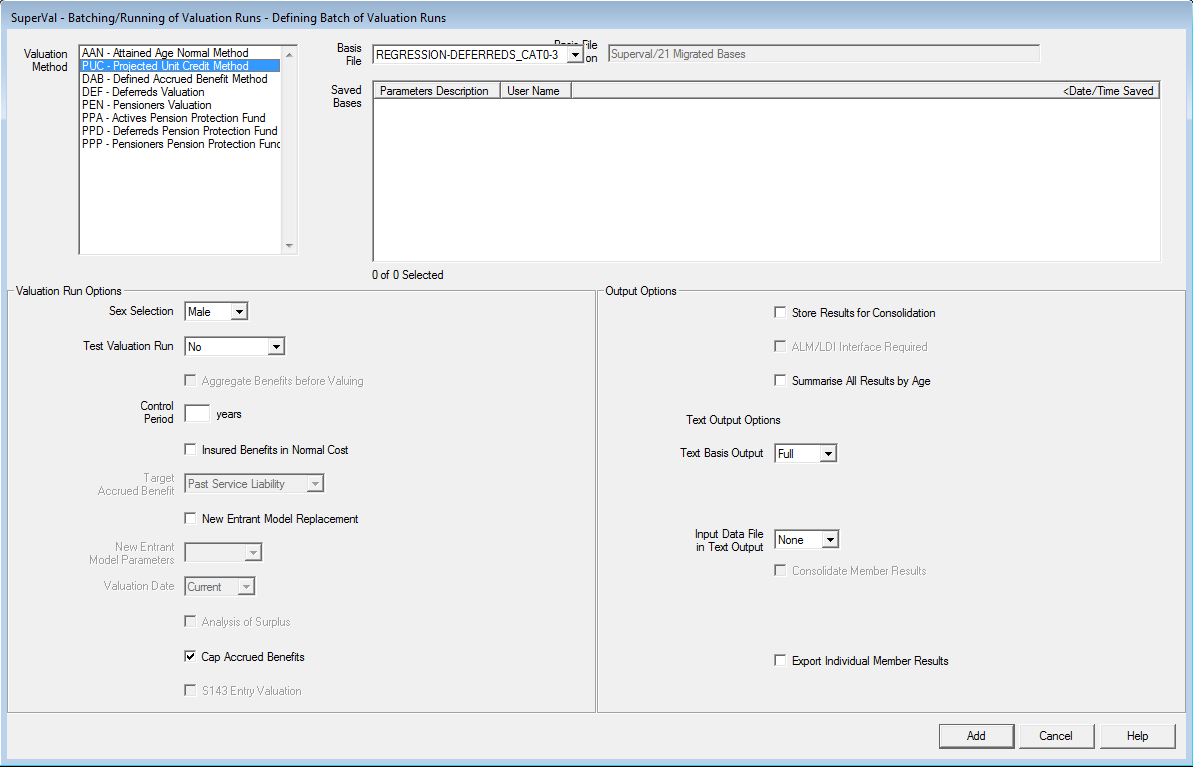 SuperVal - Batching/Running of Valuation Runs - Defining Batch of Valuation Runs
Valuation
Method
AAN - Attained Age Normal Method
PUC - Projected Unit Credit Method
DAB - Defined Accrued Benefit Method
DEF - Deferreds Valuation
PEN - Pensioners Valuation
PPA - Actives Pension Protection Fund
PPD - Deferreds Pension Protection Fund
PPP - Pensioners Pension Protection Fund
Basis
File
REGRESSION-DEFERREDS_CAT0-3
Basis File
on
Superval/21 Migrated Bases
Saved
Bases
Parameters Description User Name <Date/Time Saved
0 of 0 Selected
Valuation Run Options
Sex Selection Male
Test Valuation Run No
Aggregate Benefits before Valuing
Control
Period
years
Insured Benefits in Normal Cost
Target
Accrued Benefit
Past Service Liability
New Entrant Model Replacement
New Entrant
Model Parameters
Valuation Date Current
Analysis of Surplus
Cap Accrued Benefits
S143 Entry Valuation
Output Options
Store Results for Consolidation
ALM/LDI Interface Required
Summarise All Results by Age
Text Output Options
Text Basis Output Full
Input Data File
in Text Output
None
Consolidate Member Results
Export Individual Member Results
Add Cancel Help